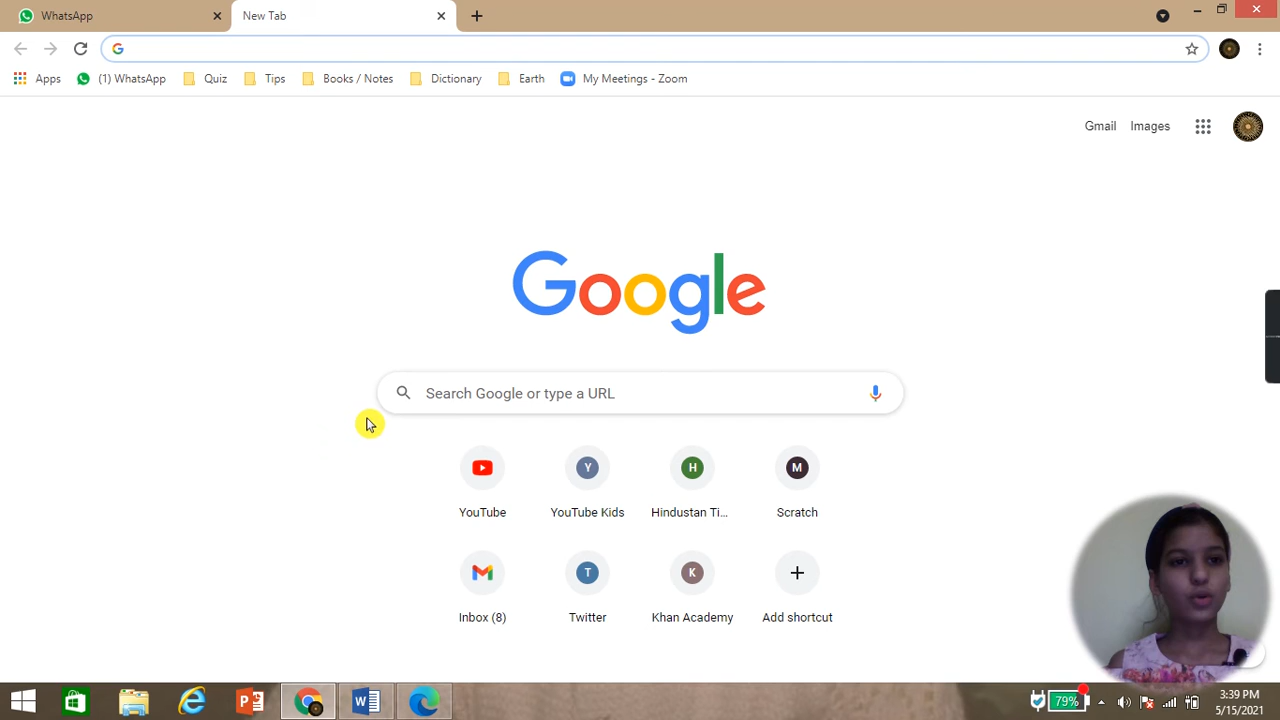 WhatsApp
New Tab
Apps
(1) WhatsApp
Quiz
Tips
Books / Notes
Dictionary
Earth
My Meetings - Zoom
Gmail
Images
Google
Search Google or type a URL
YouTube
Y
YouTube Kids
H
Hindustan Ti...
M
Scratch
Inbox (8)
T
Twitter
K
Khan Academy
Add shortcut
79%
3:39 PM
5/15/2021